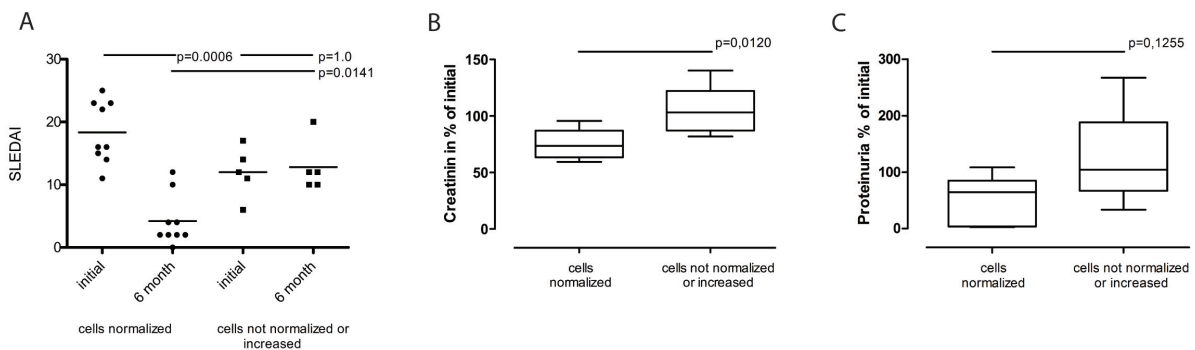 A
p=0.0006
p=1.0
p=0.0141
SLEDAI
30
20
10
0
initial
6 month
initial
6 month
cells normalized
cells not normalized or
increased
B
p=0,0120
Creatinin in % of initial
150
100
50
0
cells
normalized
cells not normalized
or increased
C
p=0,1255
Proteinuria % of initial
300
200
100
0
cells
normalized
cells not normalized
or increased